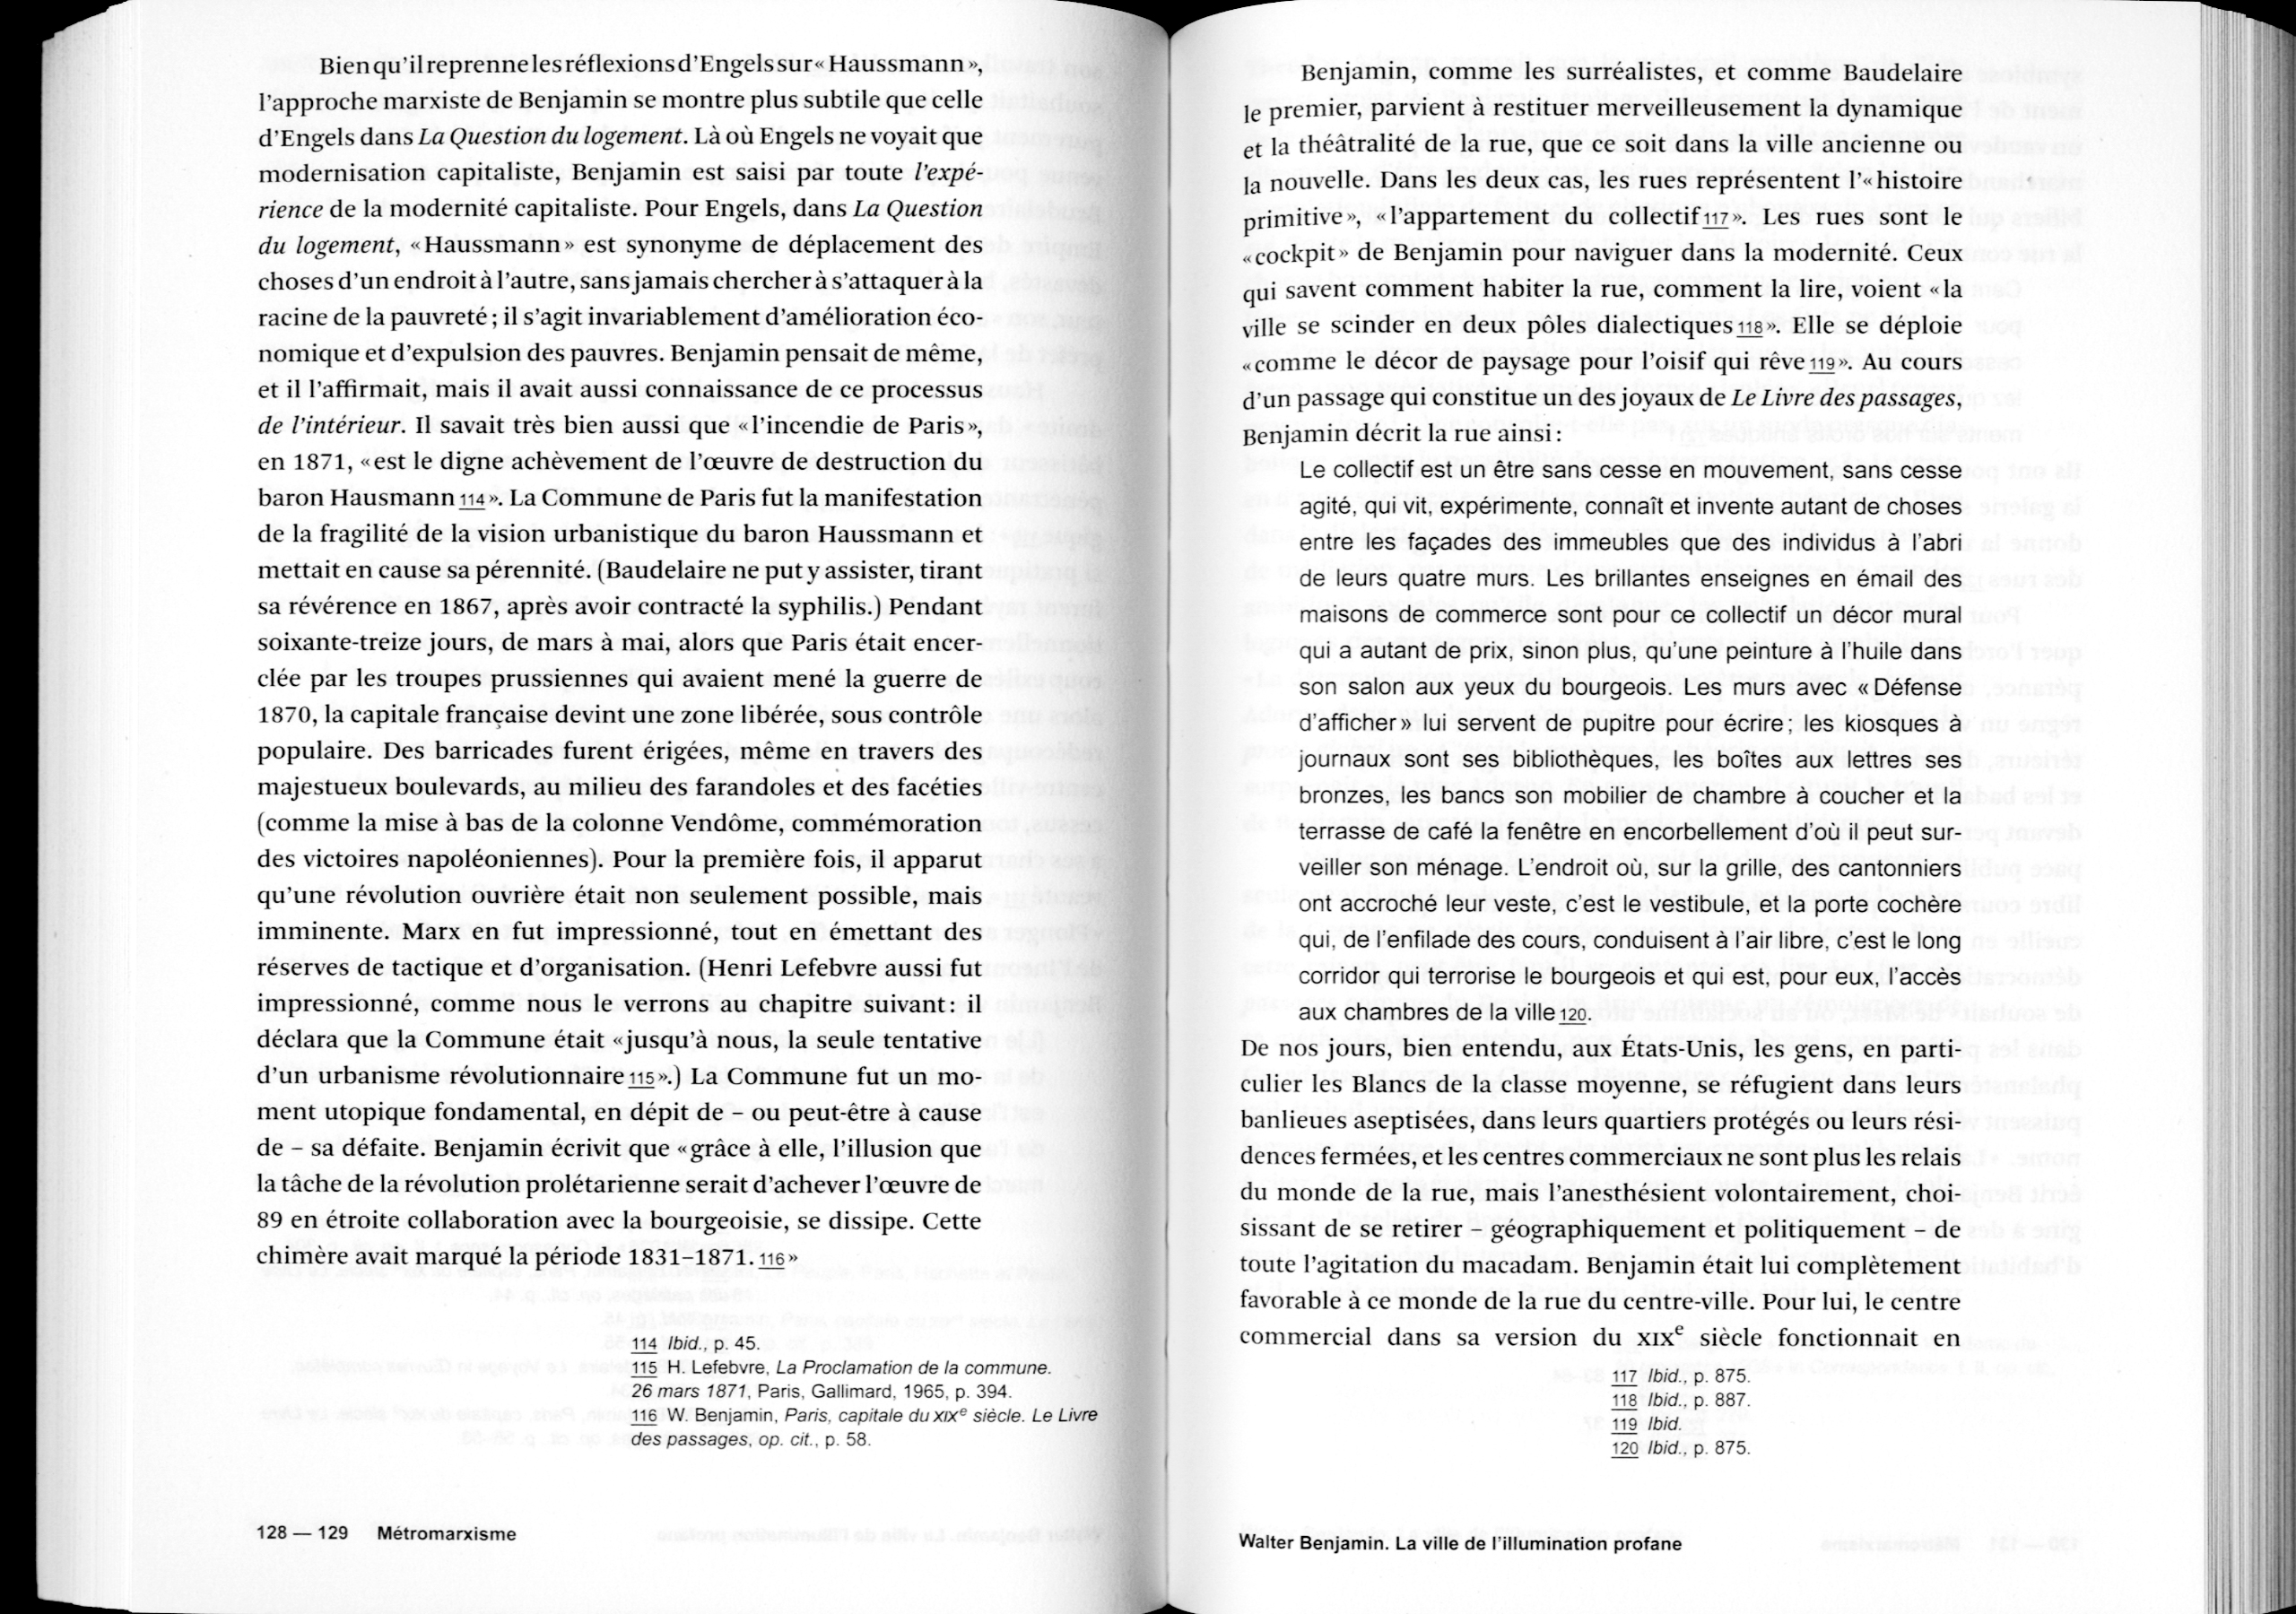 Bien qu'il reprenne les réflexions d'Engels sur « Haussmann »,
l'approche marxiste de Benjamin se montre plus subtile que celle
d'Engels dans La Question du logement. Là où Engels ne voyait que
modernisation capitaliste, Benjamin est saisi par toute l'expé-
rience de la modernité capitaliste. Pour Engels, dans La Question
du logement, « Haussmann » est synonyme de déplacement des
choses d'un endroit à l'autre, sans jamais chercher à s'attaquer à la
racine de la pauvreté ; il s'agit invariablement d'amélioration éco-
nomique et d'expulsion des pauvres. Benjamin pensait de même,
et il l'affirmait, mais il avait aussi connaissance de ce processus
de l'intérieur. Il savait très bien aussi que « l'incendie de Paris »,
en 1871, « est le digne achèvement de l'œuvre de destruction du
baron Hausmann 114 ». La Commune de Paris fut la manifestation
de la fragilité de la vision urbanistique du baron Haussmann et
mettait en cause sa pérennité. (Baudelaire ne put y assister, tirant
sa révérence en 1867, après avoir contracté la syphilis.) Pendant
soixante-treize jours, de mars à mai, alors que Paris était encer-
clée par les troupes prussiennes qui avaient mené la guerre de
1870, la capitale française devint une zone libérée, sous contrôle
populaire. Des barricades furent érigées, même en travers des
majestueux boulevards, au milieu des farandoles et des facéties
(comme la mise à bas de la colonne Vendôme, commémoration
des victoires napoléoniennes). Pour la première fois, il apparut
qu'une révolution ouvrière était non seulement possible, mais
imminente. Marx en fut impressionné, tout en émettant des
réserves de tactique et d'organisation. (Henri Lefebvre aussi fut
impressionné, comme nous le verrons au chapitre suivant ; il
déclara que la Commune était « jusqu'à nous, la seule tentative
d'un urbanisme révolutionnaire 115 ».) La Commune fut un mo-
ment utopique fondamental, en dépit de – ou peut-être à cause
de – sa défaite. Benjamin écrivit que « grâce à elle, l'illusion que
la tâche de la révolution prolétarienne serait d'achever l'œuvre de
89 en étroite collaboration avec la bourgeoisie, se dissipe. Cette
chimère avait marqué la période 1831–1871. 116 »
114 Ibid., p. 45.
115 H. Lefebvre, La Proclamation de la commune.
26 mars 1871, Paris, Gallimard, 1965, p. 394.
116 W. Benjamin, Paris, capitale du XIXe siècle. Le Livre
des passages, op. cit., p. 58.
128 — 129 Métromarxisme
Benjamin, comme les surréalistes, et comme Baudelaire
le premier, parvient à restituer merveilleusement la dynamique
et la théâtralité de la rue, que ce soit dans la ville ancienne ou
la nouvelle. Dans les deux cas, les rues représentent l'« histoire
primitive », « l'appartement du collectif 117 ». Les rues sont le
« cockpit » de Benjamin pour naviguer dans la modernité. Ceux
qui savent comment habiter la rue, comment la lire, voient « la
ville se scinder en deux pôles dialectiques 118 ». Elle se déploie
« comme le décor de paysage pour l'oisif qui rêve 119 ». Au cours
d'un passage qui constitue un des joyaux de Le Livre des passages,
Benjamin décrit la rue ainsi :
Le collectif est un être sans cesse en mouvement, sans cesse
agité, qui vit, expérimente, connaît et invente autant de choses
entre les façades des immeubles que des individus à l'abri
de leurs quatre murs. Les brillantes enseignes en émail des
maisons de commerce sont pour ce collectif un décor mural
qui a autant de prix, sinon plus, qu'une peinture à l'huile dans
son salon aux yeux du bourgeois. Les murs avec « Défense
d'afficher » lui servent de pupitre pour écrire ; les kiosques à
journaux sont ses bibliothèques, les boîtes aux lettres ses
bronzes, les bancs son mobilier de chambre à coucher et la
terrasse de café la fenêtre en encorbellement d'où il peut sur-
veiller son ménage. L'endroit où, sur la grille, des cantonniers
ont accroché leur veste, c'est le vestibule, et la porte cochère
qui, de l'enfilade des cours, conduisent à l'air libre, c'est le long
corridor qui terrorise le bourgeois et qui est, pour eux, l'accès
aux chambres de la ville 120.
De nos jours, bien entendu, aux États-Unis, les gens, en parti-
culier les Blancs de la classe moyenne, se réfugient dans leurs
banlieues aseptisées, dans leurs quartiers protégés ou leurs rési-
dences fermées, et les centres commerciaux ne sont plus les relais
du monde de la rue, mais l'anesthésient volontairement, choi-
sissant de se retirer – géographiquement et politiquement – de
toute l'agitation du macadam. Benjamin était lui complètement
favorable à ce monde de la rue du centre-ville. Pour lui, le centre
commercial dans sa version du XIXe siècle fonctionnait en
117 Ibid., p. 875.
118 Ibid., p. 887.
119 Ibid.
120 Ibid., p. 875.
Walter Benjamin. La ville de l'illumination profane